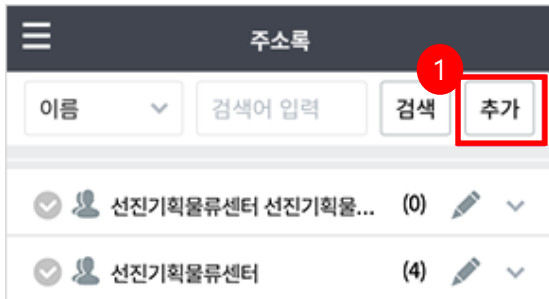 주소록
1
이름 검색어 입력 검색 추가
선진기획물류센터 선진기획물... (0)
선진기획물류센터 (4)